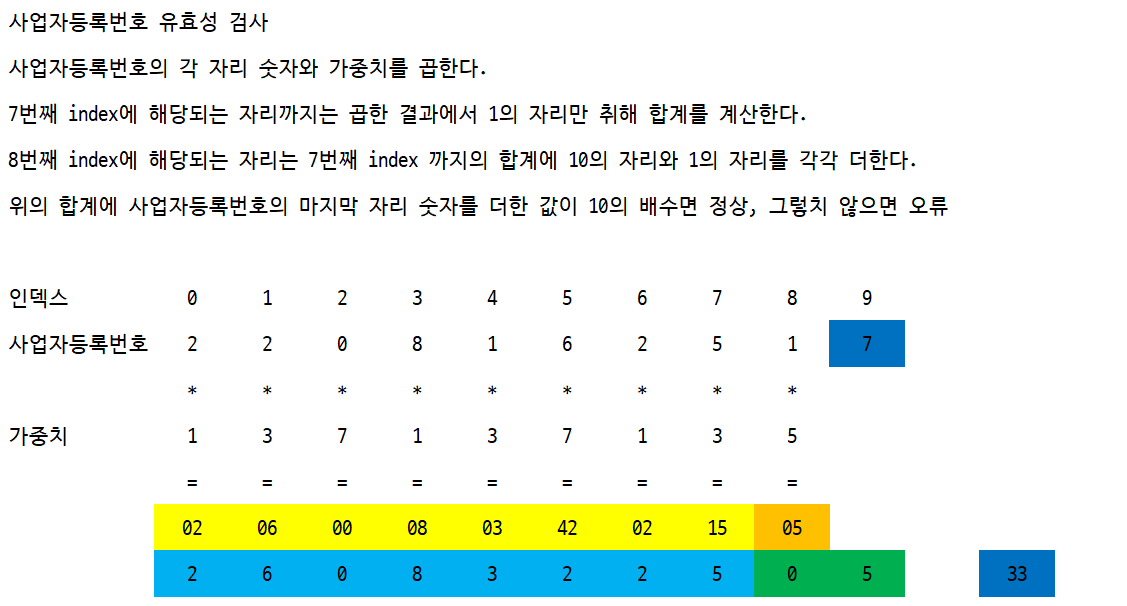 사업자등록번호 유효성 검사
사업자등록번호의 각 자리 숫자와 가중치를 곱한다.
7번째 index에 해당되는 자리까지는 곱한 결과에서 1의 자리만 취해 합계를 계산한다.
8번째 index에 해당되는 자리는 7번째 index 까지의 합계에 10의 자리와 1의 자리를 각각 더한다.
위의 합계에 사업자등록번호의 마지막 자리 숫자를 더한 값이 10의 배수면 정상, 그렇치 않으면 오류
인덱스 0 1 2 3 4 5 6 7 8 9
사업자등록번호 2 2 0 8 1 6 2 5 1 7
* * * * * * * * *
가중치 1 3 7 1 3 7 1 3 5
= = = = = = = = =
02 06 00 08 03 42 02 15 05
2 6 0 8 3 2 2 5 0 5 33